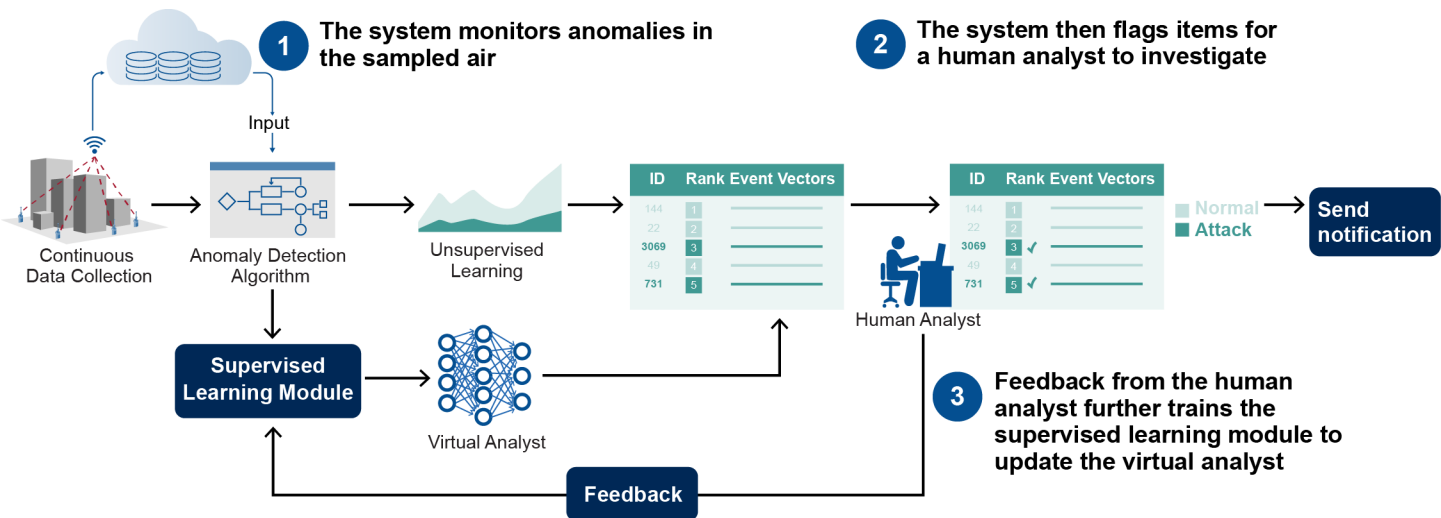 1
The system monitors anomalies in
the sampled air
2
The system then flags items for
a human analyst to investigate
Input
Continuous
Data Collection
Anomaly Detection
Algorithm
Unsupervised
Learning
ID Rank Event Vectors
144 1
22 2
3069 3
49 4
731 5
Human Analyst
ID Rank Event Vectors
144 1
22 2
3069 3 ✓
49 4
731 5 ✓
Normal
Attack
Send
notification
Supervised
Learning Module
Virtual Analyst
3
Feedback from the human
analyst further trains the
supervised learning module to
update the virtual analyst
Feedback